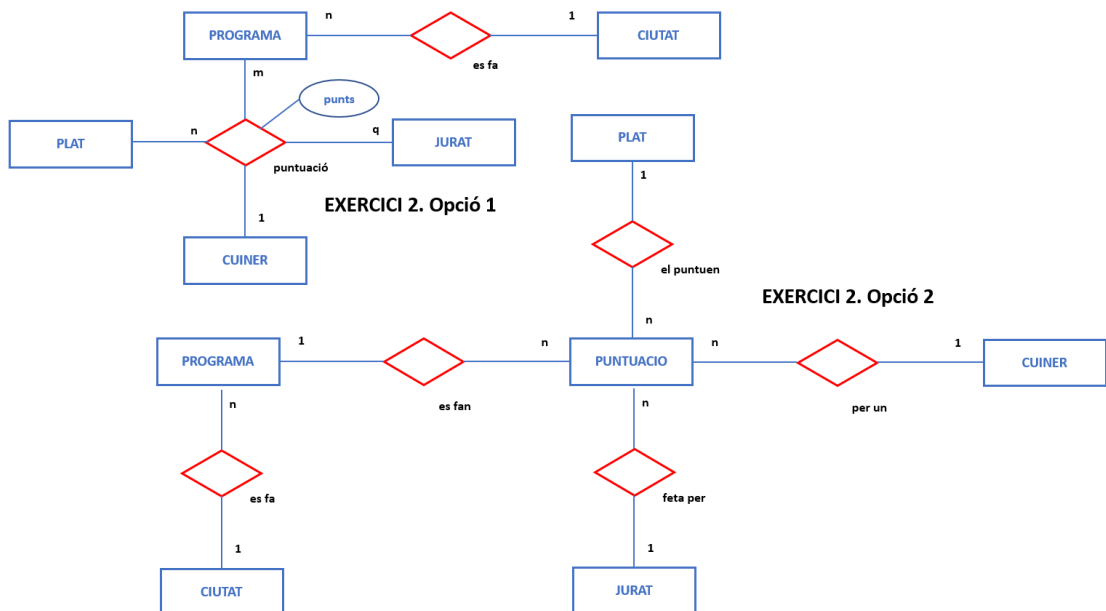 n
1
PROGRAMA
CIUTAT
es fa
m
punts
n
q
PLAT
JURAT
PLAT
puntuació
1
EXERCICI 2. Opció 1
1
CUINER
el puntuen
EXERCICI 2. Opció 2
n
1
n
n
1
PROGRAMA
PUNTUACIO
CUINER
es fan
per un
n
n
es fa
feta per
1
1
CIUTAT
JURAT